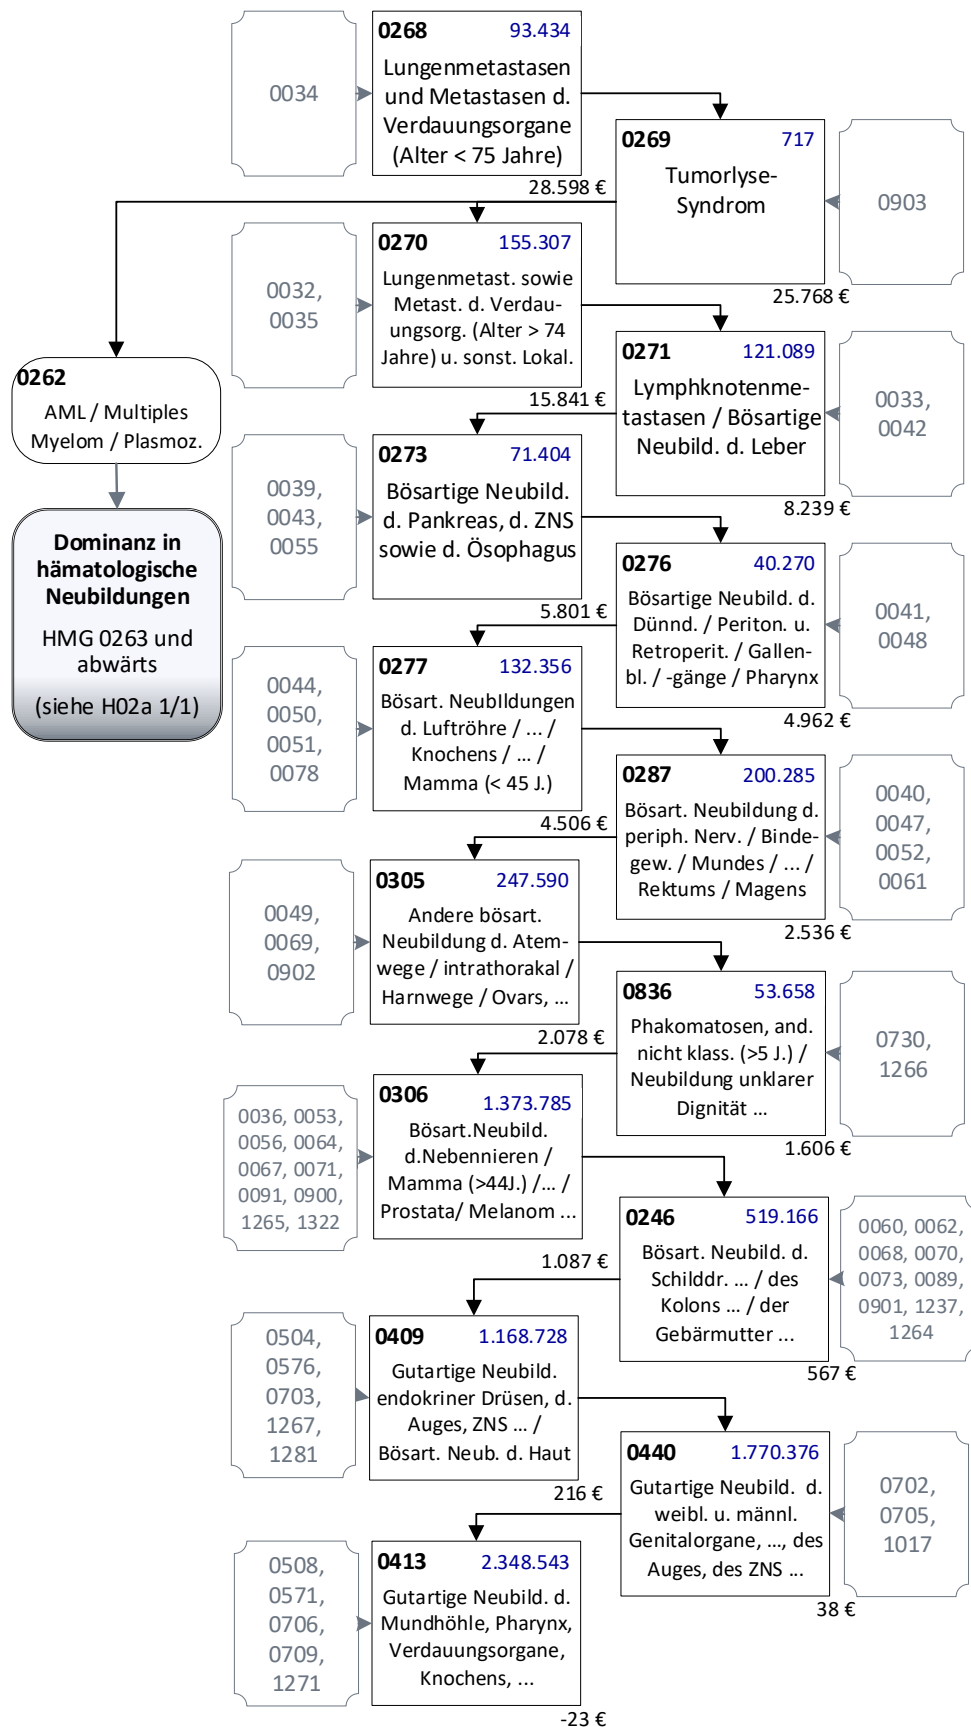 0268 93.434
Lungenmetastasen
und Metastasen d.
Verdauungsorgane
(Alter < 75 Jahre)
0034
28.598 €
0269 717
Tumorlyse-
Syndrom
0903
25.768 €
0270 155.307
Lungenmetast. sowie
Metast. d. Verdau-
ungsorg. (Alter > 74
Jahre) u. sonst. Lokal.
0032,
0035
15.841 €
0271 121.089
Lymphknotenme-
tastasen / Bösartige
Neubild. d. Leber
0033,
0042
8.239 €
0262
AML / Multiples
Myelom / Plasmoz.
Dominanz in
hämatologische
Neubildungen
HMG 0263 und
abwärts
(siehe H02a 1/1)
0273 71.404
Bösartige Neubild.
d. Pankreas, d. ZNS
sowie d. Ösophagus
0039,
0043,
0055
5.801 €
0276 40.270
Bösartige Neubild. d.
Dünnd. / Periton. u.
Retroperit. / Gallen-
bl. / -gänge / Pharynx
0041,
0048
4.962 €
0277 132.356
Bösart. Neubildungen
d. Luftröhre / ... /
Knochens / ... /
Mamma (< 45 J.)
0044,
0050,
0051,
0078
4.506 €
0287 200.285
Bösart. Neubildung d.
periph. Nerv. / Binde-
gew. / Mundes / ... /
Rektums / Magens
0040,
0047,
0052,
0061
2.536 €
0305 247.590
Andere bösart.
Neubildung d. Atem-
wege / intrathorakal /
Harnwege / Ovars, ...
0049,
0069,
0902
2.078 €
0836 53.658
Phakomatosen, and.
nicht klass. (>5 J.) /
Neubildung unklarer
Dignität ...
0730,
1266
1.606 €
0306 1.373.785
Bösart.Neubild.
d.Nebennieren /
Mamma (>44J.) /... /
Prostata/ Melanom ...
0036, 0053,
0056, 0064,
0067, 0071,
0091, 0900,
1265, 1322
1.087 €
0246 519.166
Bösart. Neubild. d.
Schilddr. ... / des
Kolons ... / der
Gebärmutter ...
0060, 0062,
0068, 0070,
0073, 0089,
0901, 1237,
1264
567 €
0409 1.168.728
Gutartige Neubild.
endokriner Drüsen, d.
Auges, ZNS ... /
Bösart. Neub. d. Haut
0504,
0576,
0703,
1267,
1281
216 €
0440 1.770.376
Gutartige Neubild. d.
weibl. u. männl.
Genitalorgane, ..., des
Auges, des ZNS ...
0702,
0705,
1017
38 €
0413 2.348.543
Gutartige Neubild. d.
Mundhöhle, Pharynx,
Verdauungsorgane,
Knochens, ...
0508,
0571,
0706,
0709,
1271
-23 €